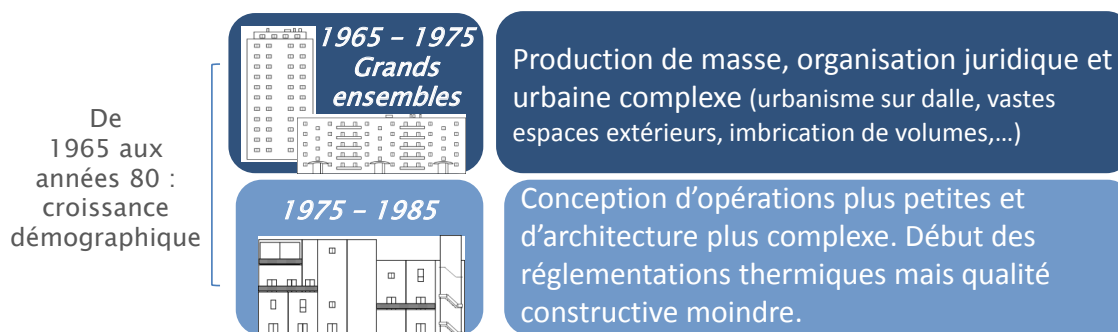 De
1965 aux
années 80 :
croissance
démographique
1965 – 1975
Grands
ensembles
Production de masse, organisation juridique et
urbaine complexe (urbanisme sur dalle, vastes
espaces extérieurs, imbrication de volumes,...)
1975 – 1985
Conception d’opérations plus petites et
d’architecture plus complexe. Début des
réglementations thermiques mais qualité
constructive moindre.